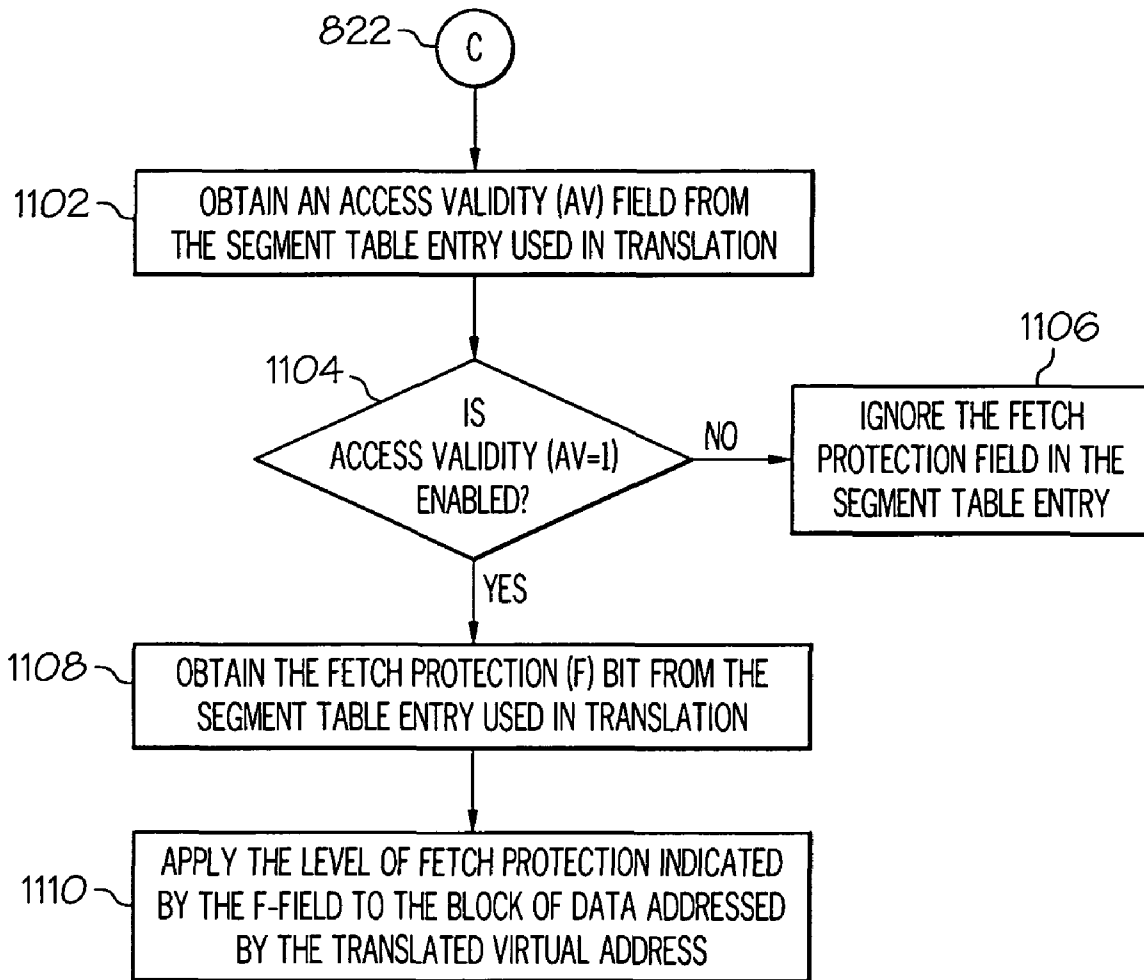 822
C
1102
OBTAIN AN ACCESS VALIDITY (AV) FIELD FROM
THE SEGMENT TABLE ENTRY USED IN TRANSLATION
1104
IS
ACCESS VALIDITY (AV=1)
ENABLED?
NO
1106
IGNORE THE FETCH
PROTECTION FIELD IN THE
SEGMENT TABLE ENTRY
YES
1108
OBTAIN THE FETCH PROTECTION (F) BIT FROM THE
SEGMENT TABLE ENTRY USED IN TRANSLATION
1110
APPLY THE LEVEL OF FETCH PROTECTION INDICATED
BY THE F-FIELD TO THE BLOCK OF DATA ADDRESSED
BY THE TRANSLATED VIRTUAL ADDRESS